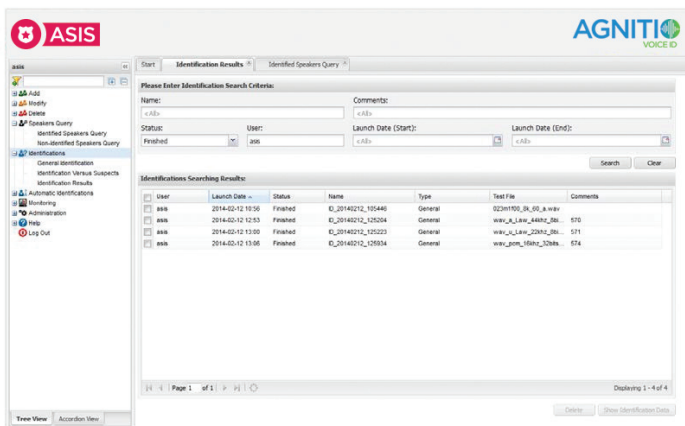 ASIS
AGNITIO
VOICE ID
asis
Add
Modify
Delete
Speakers Query
Identified Speakers Query
Non-identified Speakers Query
Identifications
General Identification
Identification Versus Suspects
Identification Results
Automatic Identifications
Monitoring
Administration
Help
Log Out
Tree View Accordion View
Start Identification Results Identified Speakers Query
Please Enter Identification Search Criteria:
Name: Comments:
<All> <All>
Status: User: Launch Date (Start): Launch Date (End):
Finished asis <All> <All>
Search Clear
Identifications Searching Results:
User Launch Date Status Name Type Test File Comments
asis 2014-02-12 10:56 Finished ID_20140212_105446 General 023m1f00_8k_60_a.wav
asis 2014-02-12 12:53 Finished ID_20140212_125204 General wav_a_Law_44khz_8bi... 570
asis 2014-02-12 13:00 Finished ID_20140212_125223 General wav_u_Law_22khz_8bi... 571
asis 2014-02-12 13:06 Finished ID_20140212_125834 General wav_pcm_16khz_32bits... 574
Page 1 of 1 Displaying 1 - 4 of 4
Delete Show Identification Data